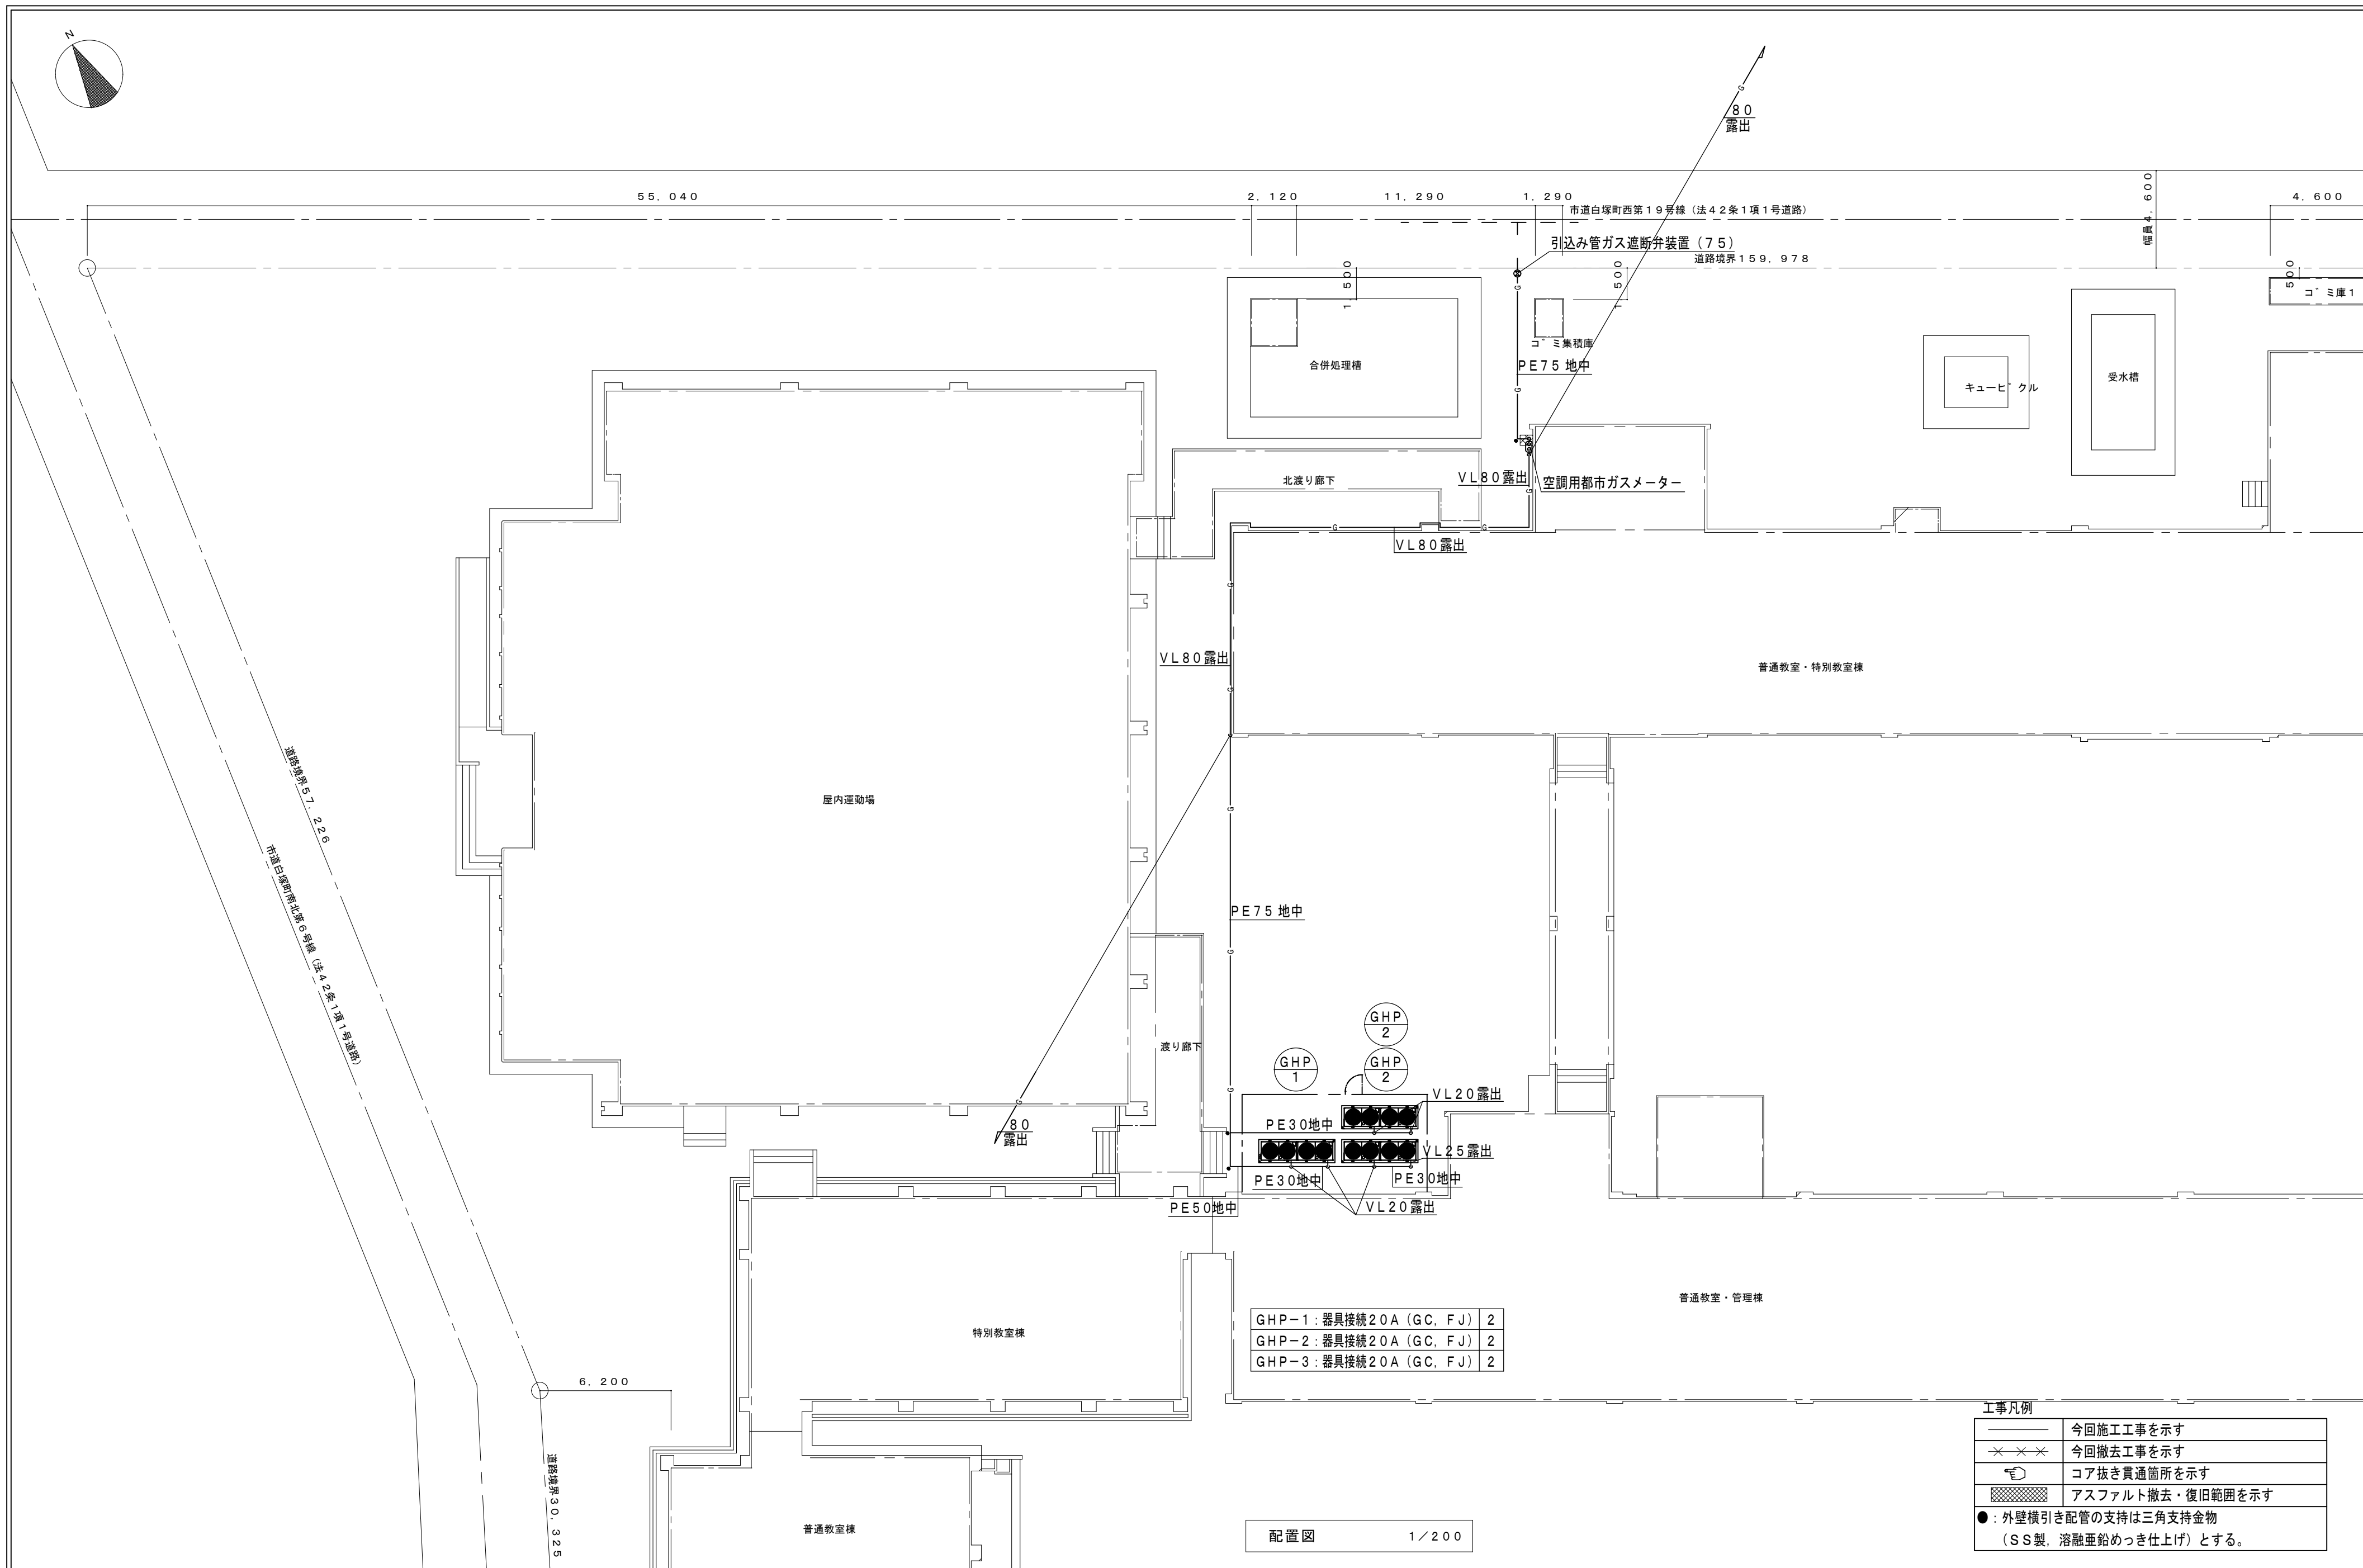 N
８０
露出
５５，０４０
２，１２０
１１，２９０
１，２９０
市道白塚町西第１９号線（法４２条１項１号道路）
幅員４，６００
４，６００
引込み管ガス遮断弁装置（７５）
道路境界１５９，９７８
１，５００
１，５００
５００
ゴミ庫１
ゴミ集積庫
合併処理槽
ＰＥ７５地中
キュービクル
受水槽
北渡り廊下
ＶＬ８０露出
空調用都市ガスメーター
ＶＬ８０露出
ＶＬ８０露出
普通教室・特別教室棟
道路境界５７，２２６
屋内運動場
市道白塚町南北第６号線（法４２条１項１号道路）
ＰＥ７５地中
ＧＨＰ
２
渡り廊下
ＧＨＰ
１
ＧＨＰ
２
ＶＬ２０露出
８０
露出
ＰＥ３０地中
ＶＬ２５露出
ＰＥ３０地中
ＰＥ３０地中
ＰＥ５０地中
ＶＬ２０露出
普通教室・管理棟
特別教室棟
ＧＨＰ－１：器具接続２０Ａ（ＧＣ，ＦＪ） ２
ＧＨＰ－２：器具接続２０Ａ（ＧＣ，ＦＪ） ２
ＧＨＰ－３：器具接続２０Ａ（ＧＣ，ＦＪ） ２
６，２００
道路境界３０，３２５
普通教室棟
配置図 １／２００
工事凡例
今回施工工事を示す
今回撤去工事を示す
コア抜き貫通箇所を示す
アスファルト撤去・復旧範囲を示す
●：外壁横引き配管の支持は三角支持金物
（ＳＳ製，溶融亜鉛めっき仕上げ）とする。